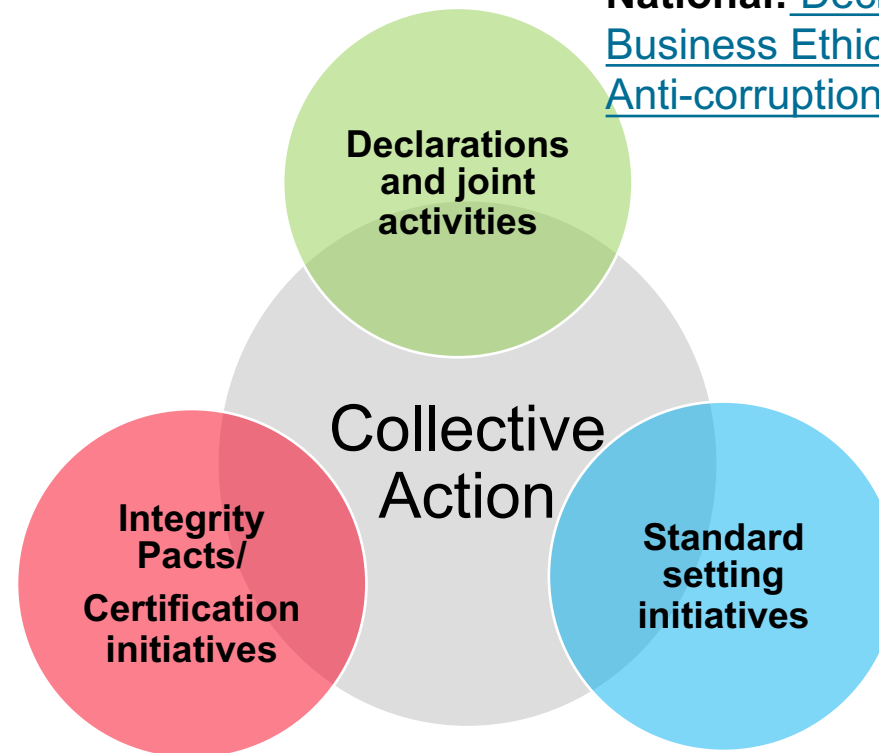 Business Ethic
Anti-corruption
Declarations
and joint
activities
Collective
Action
Integrity
Pacts/
Certification
initiatives
Standard
setting
initiatives